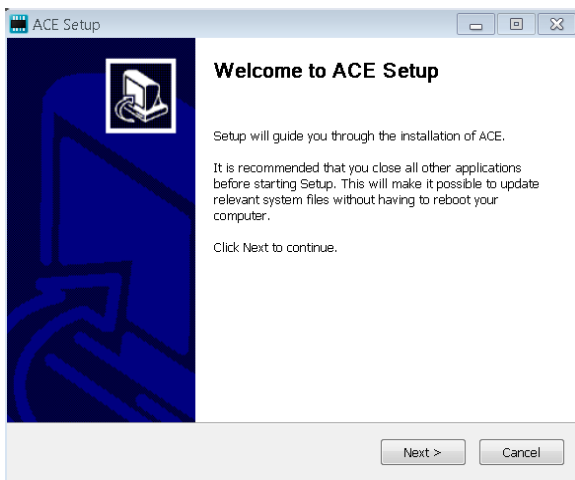 ACE Setup
Welcome to ACE Setup
Setup will guide you through the installation of ACE.
It is recommended that you close all other applications
before starting Setup. This will make it possible to update
relevant system files without having to reboot your
computer.
Click Next to continue.
Next >
Cancel